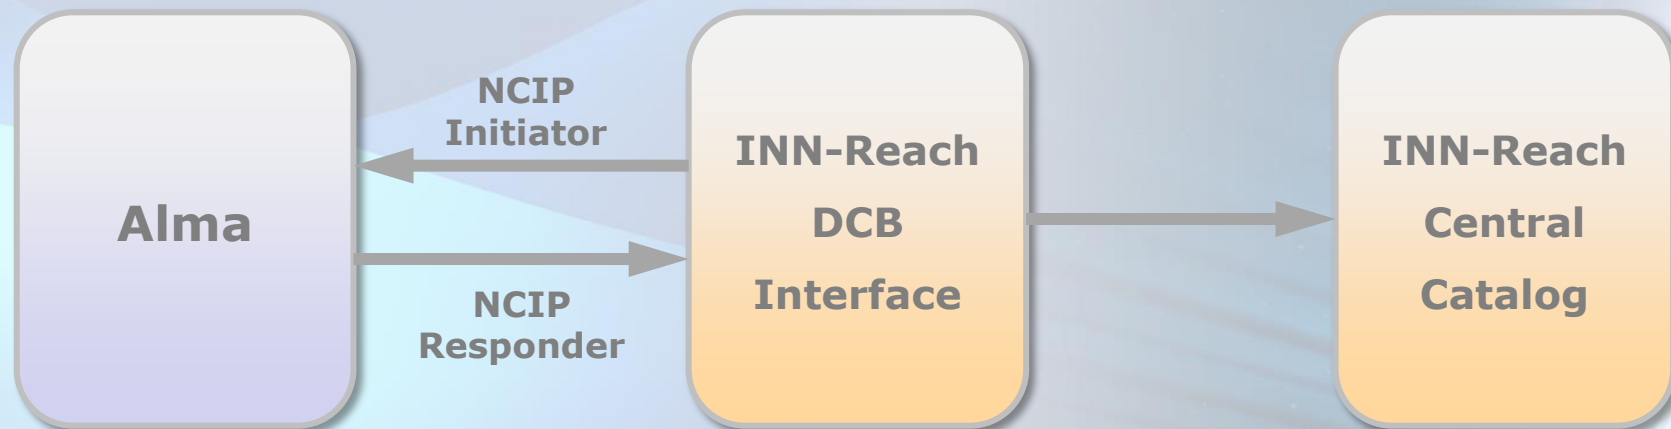 Alma
NCIP
Initiator
NCIP
Responder
INN-Reach
DCB
Interface
INN-Reach
Central
Catalog